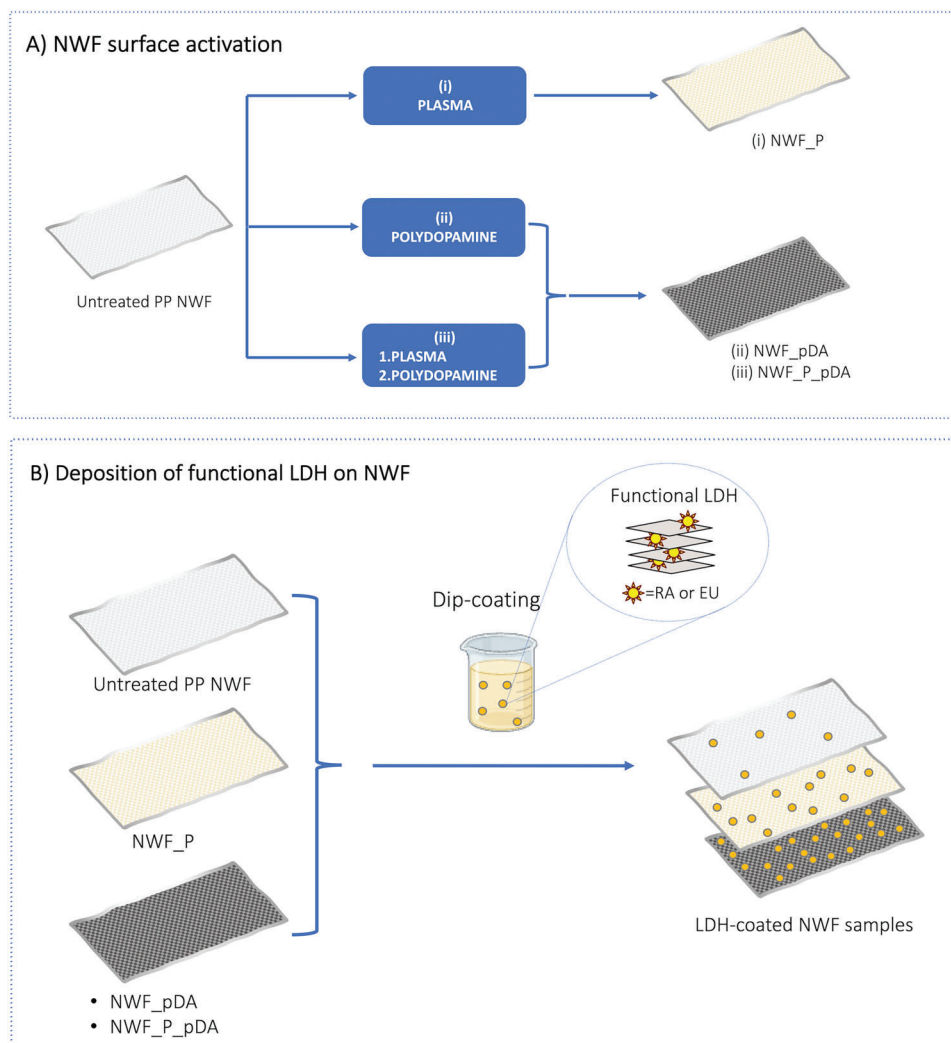 A) NWF surface activation
(i)
PLASMA
(i) NWF_P
(ii)
POLYDOPAMINE
Untreated PP NWF
(iii)
1.PLASMA
2.POLYDOPAMINE
(ii) NWF_pDA
(iii) NWF_P_pDA
B) Deposition of functional LDH on NWF
Functional LDH
=RA or EU
Dip-coating
Untreated PP NWF
NWF_P
LDH-coated NWF samples
• NWF_pDA
• NWF_P_pDA